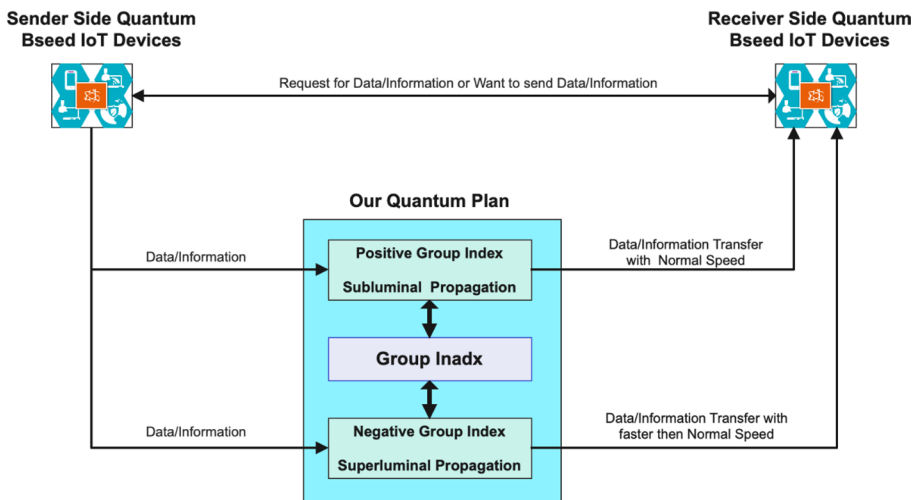 Sender Side Quantum
Bseed IoT Devices
Receiver Side Quantum
Bseed IoT Devices
Request for Data/Information or Want to send Data/Information
Our Quantum Plan
Data/Information
Positive Group Index
Subluminal Propagation
Data/Information Transfer
with Normal Speed
Group Inadx
Data/Information
Negative Group Index
Superluminal Propagation
Data/Information Transfer with
faster then Normal Speed